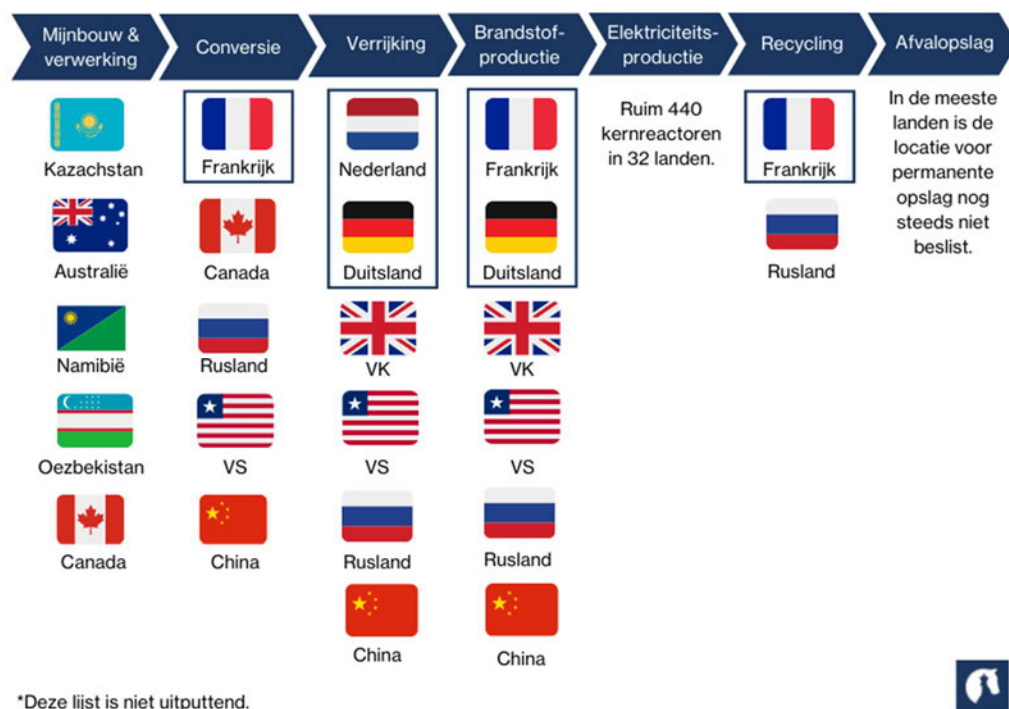 Mijnbouw &
verwerking
Conversie
Verrijking
Brandstof-
productie
Elektriciteits-
productie
Recycling
Afvalopslag
Kazachstan
Australië
Namibië
Oezbekistan
Canada
Frankrijk
Canada
Rusland
VS
China
Nederland
Duitsland
VK
VS
Rusland
China
Frankrijk
Duitsland
VK
VS
Rusland
China
Ruim 440
kernreactoren
in 32 landen.
Frankrijk
Rusland
In de meeste
landen is de
locatie voor
permanente
opslag nog
steeds niet
beslist.
*Deze lijst is niet uitputtend.